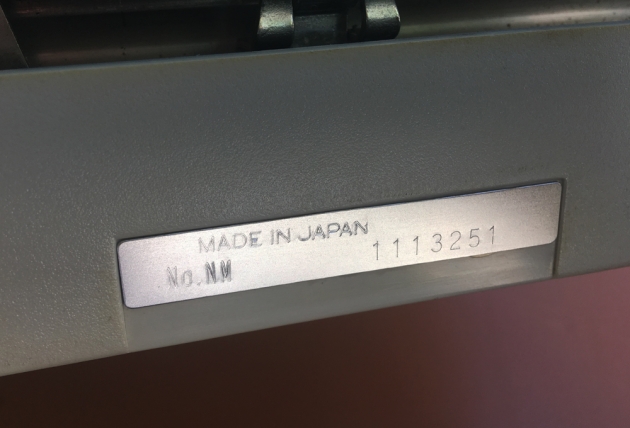 MADE IN JAPAN
No.NM 1113251